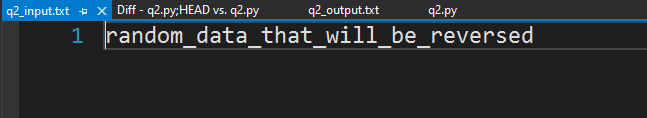 q2_input.txt Diff - q2.py;HEAD vs. q2.py q2_output.txt q2.py
1 random_data_that_will_be_reversed